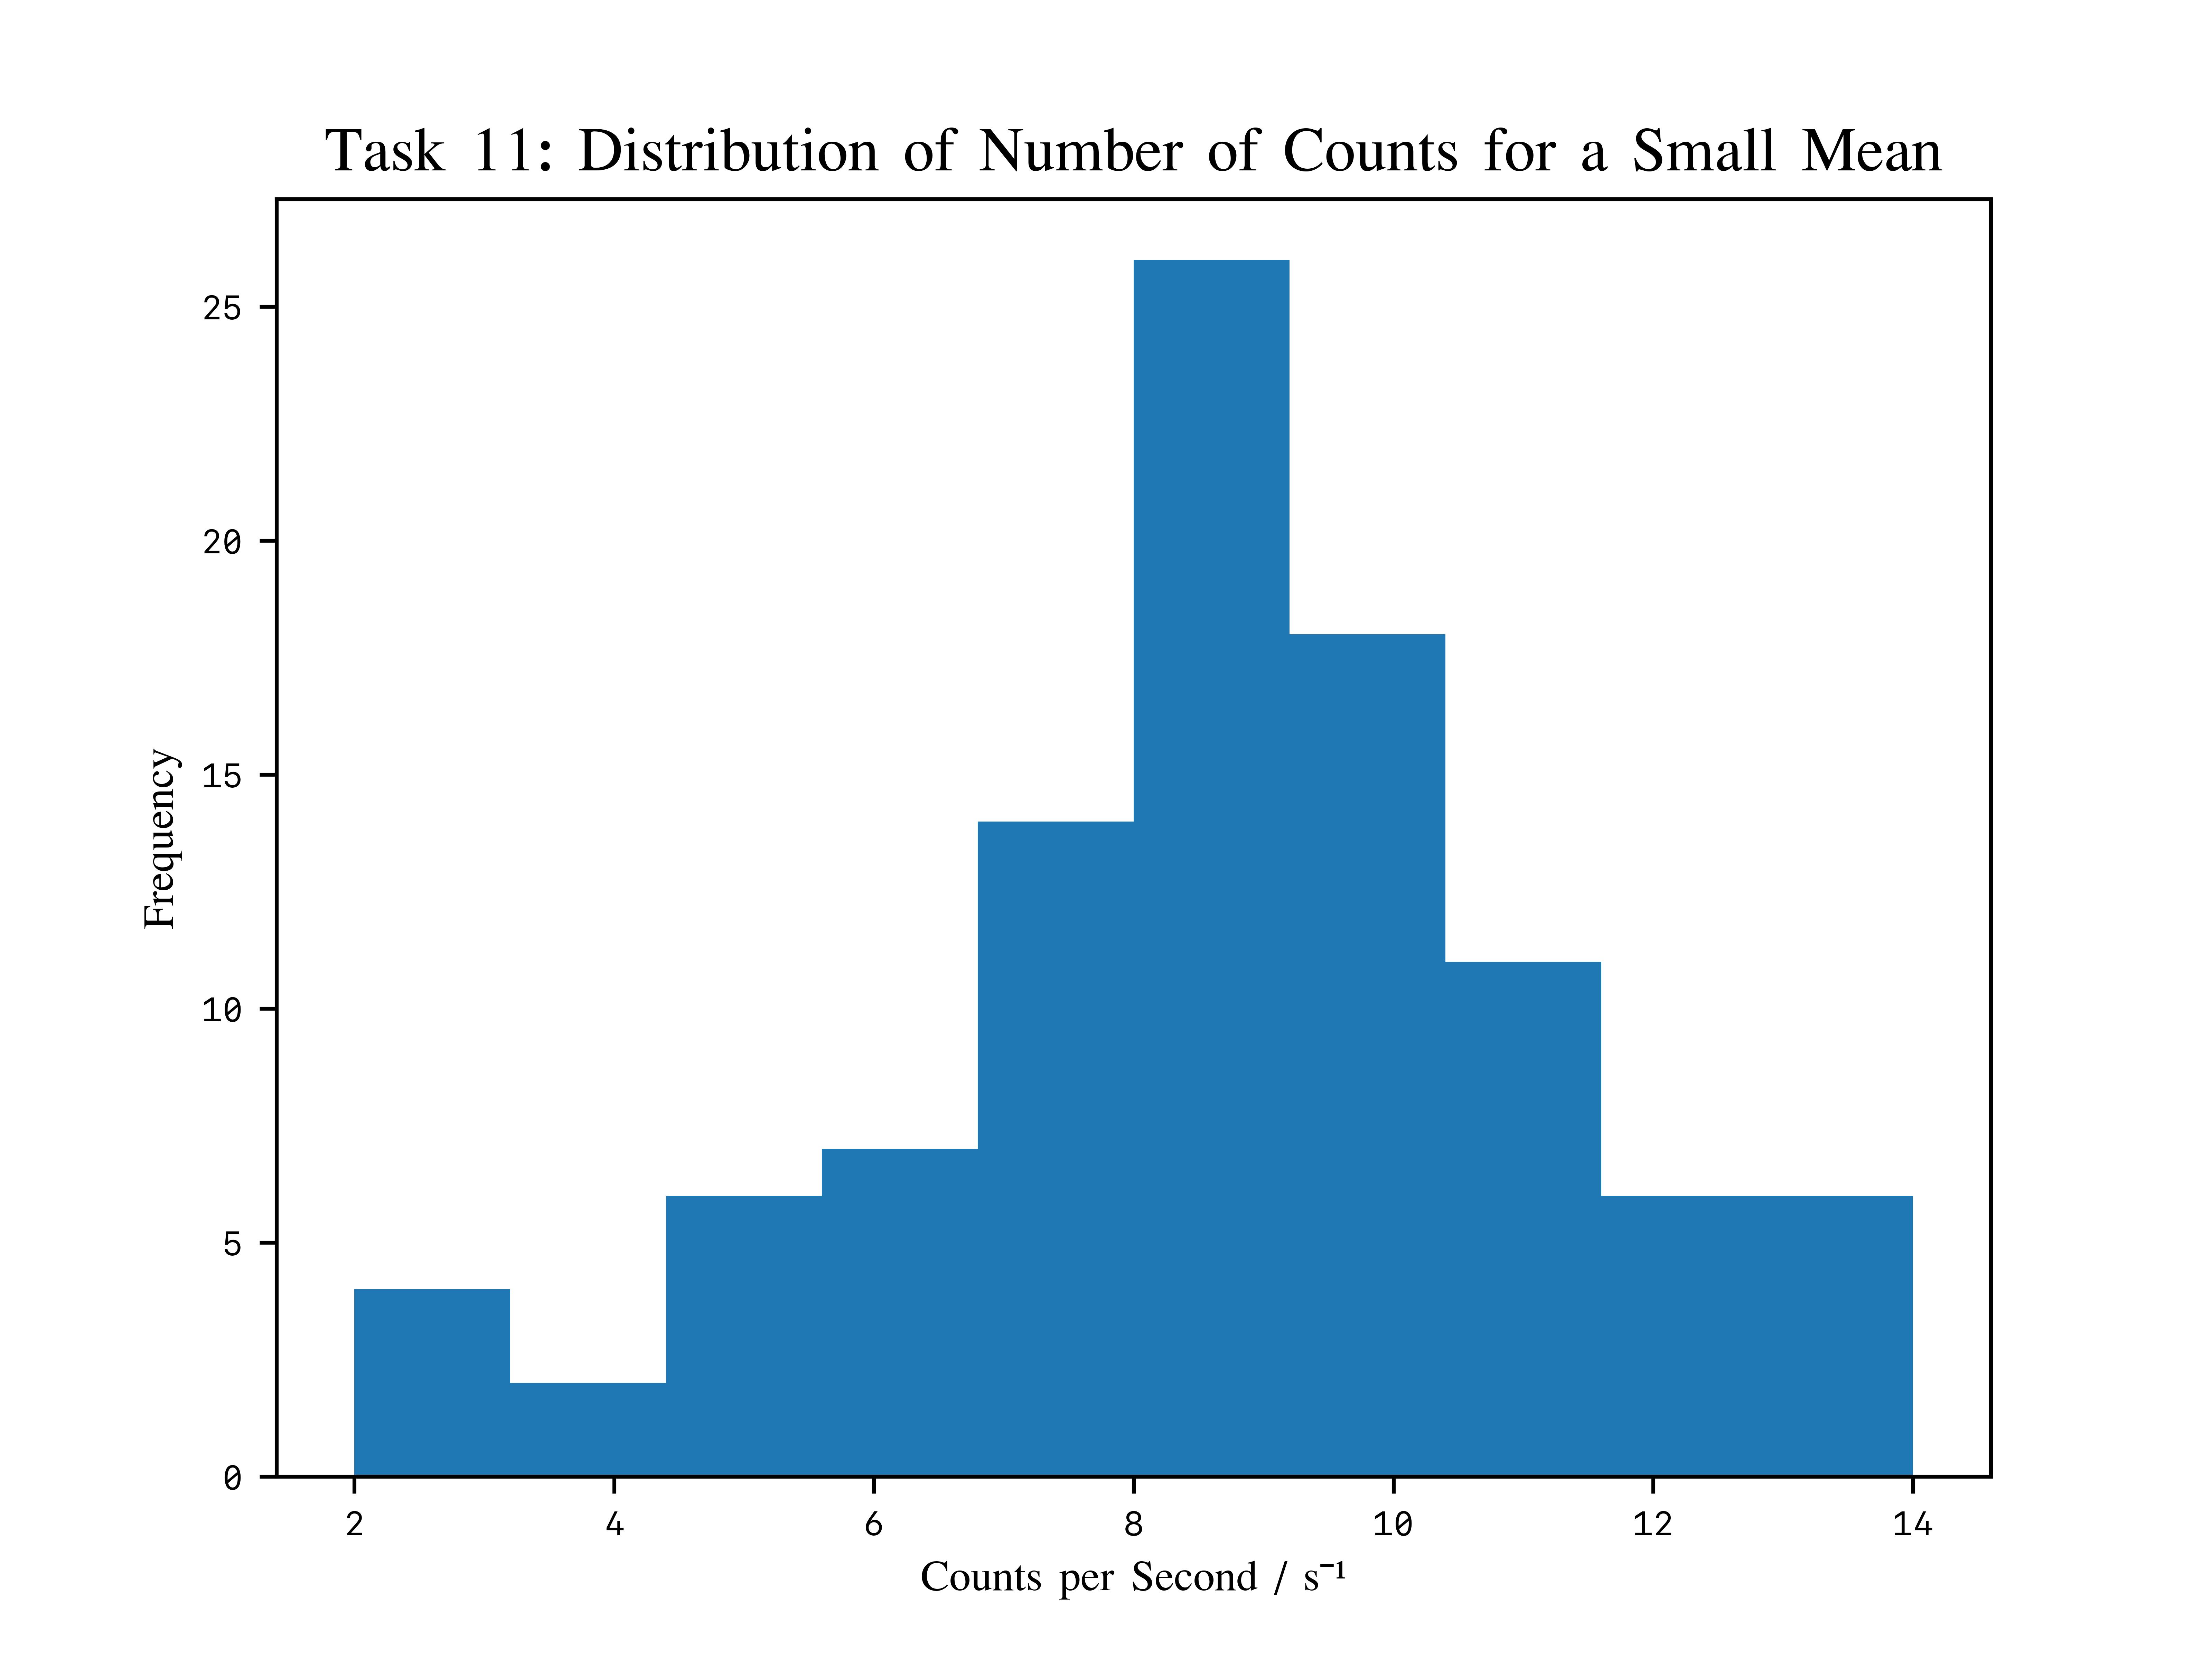 Task 11: Distribution of Number of Counts for a Small Mean
25
20
15
10
5
0
Frequency
2 4 6 8 10 12 14
Counts per Second / s⁻¹